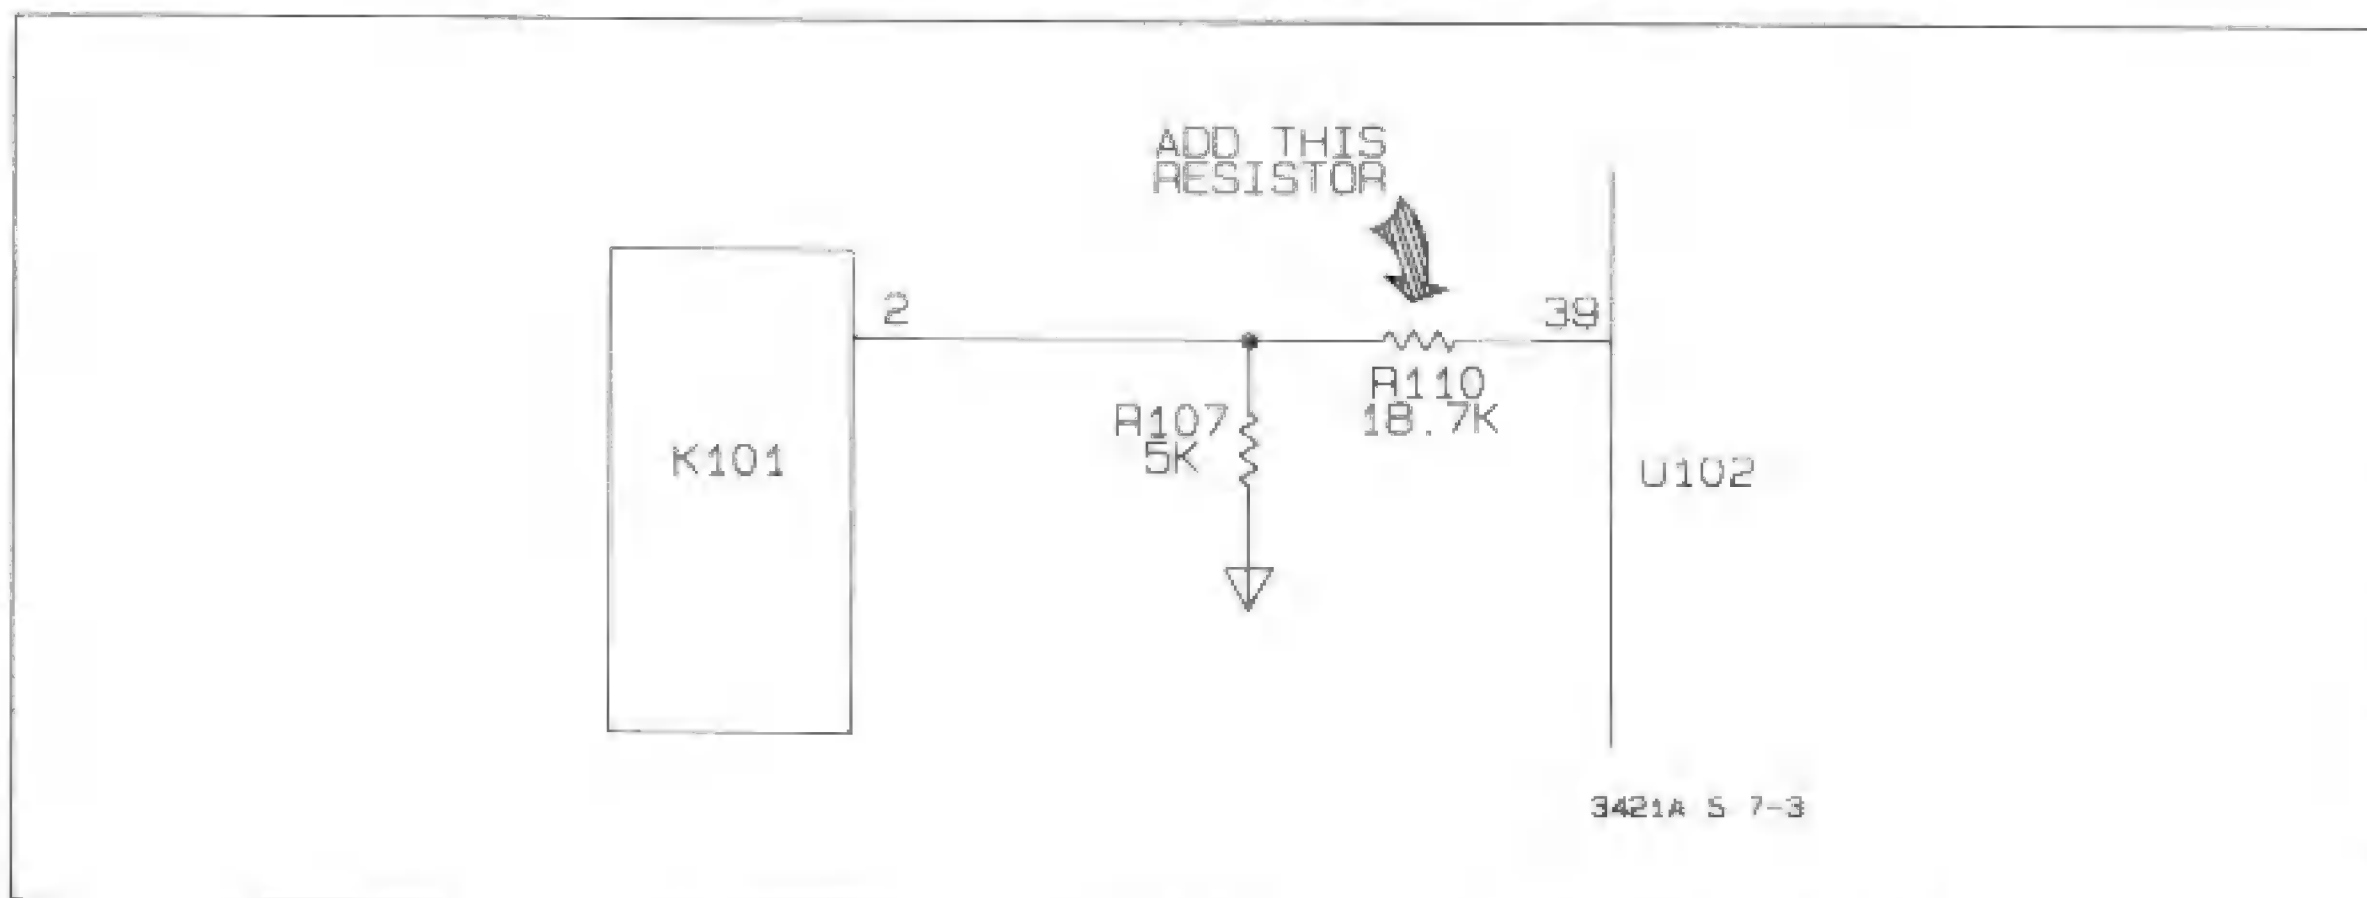 ADD THIS
RESISTOR
2
39
R110
18.7K
R107
5K
K101
U102
3421A S 7-3